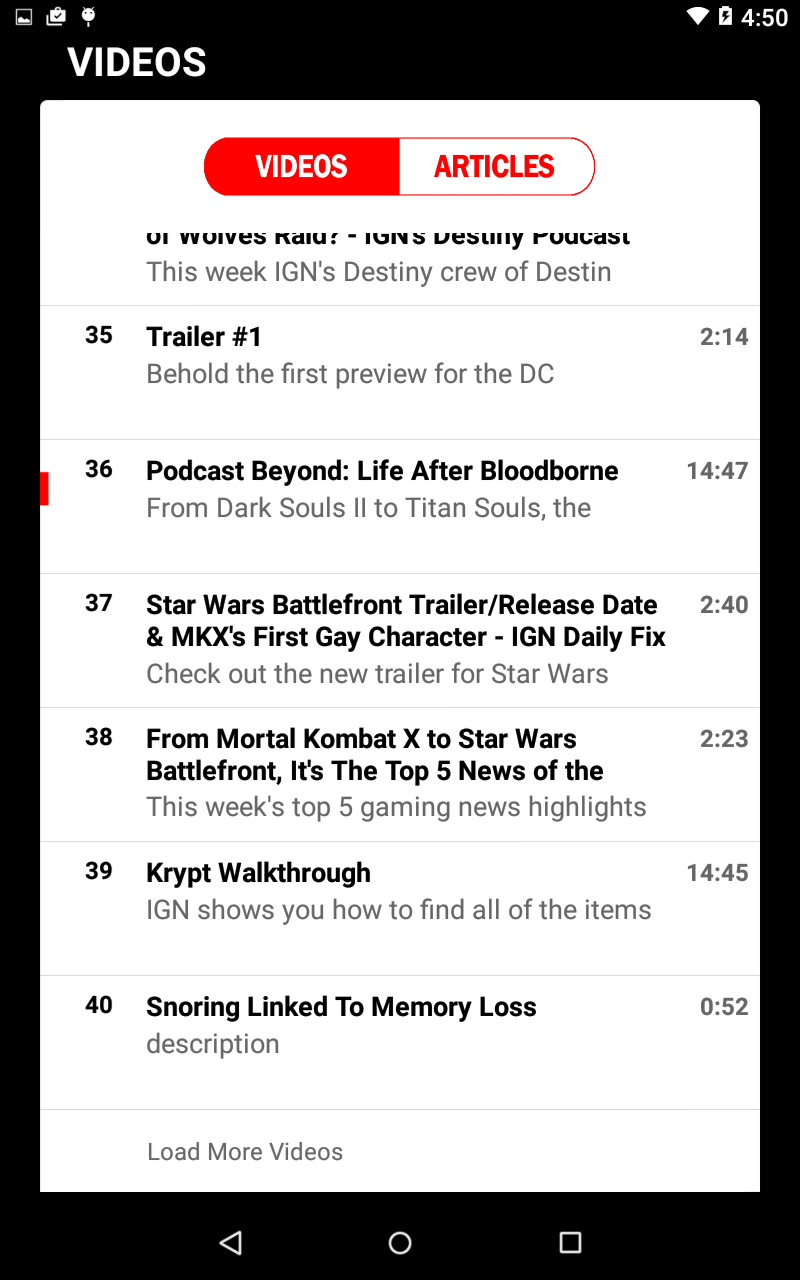 4:50
VIDEOS
VIDEOS ARTICLES
of Wolves Raid? - IGN's Destiny Podcast
This week IGN's Destiny crew of Destin
35 Trailer #1 2:14
Behold the first preview for the DC
36 Podcast Beyond: Life After Bloodborne 14:47
From Dark Souls II to Titan Souls, the
37 Star Wars Battlefront Trailer/Release Date 2:40
& MKX's First Gay Character - IGN Daily Fix
Check out the new trailer for Star Wars
38 From Mortal Kombat X to Star Wars 2:23
Battlefront, It's The Top 5 News of the
This week's top 5 gaming news highlights
39 Krypt Walkthrough 14:45
IGN shows you how to find all of the items
40 Snoring Linked To Memory Loss 0:52
description
Load More Videos